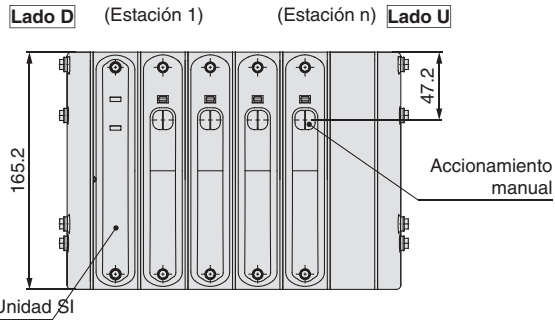 Lado D (Estación 1) (Estación n) Lado U
47.2
165.2
Accionamiento
manual
Unidad SI